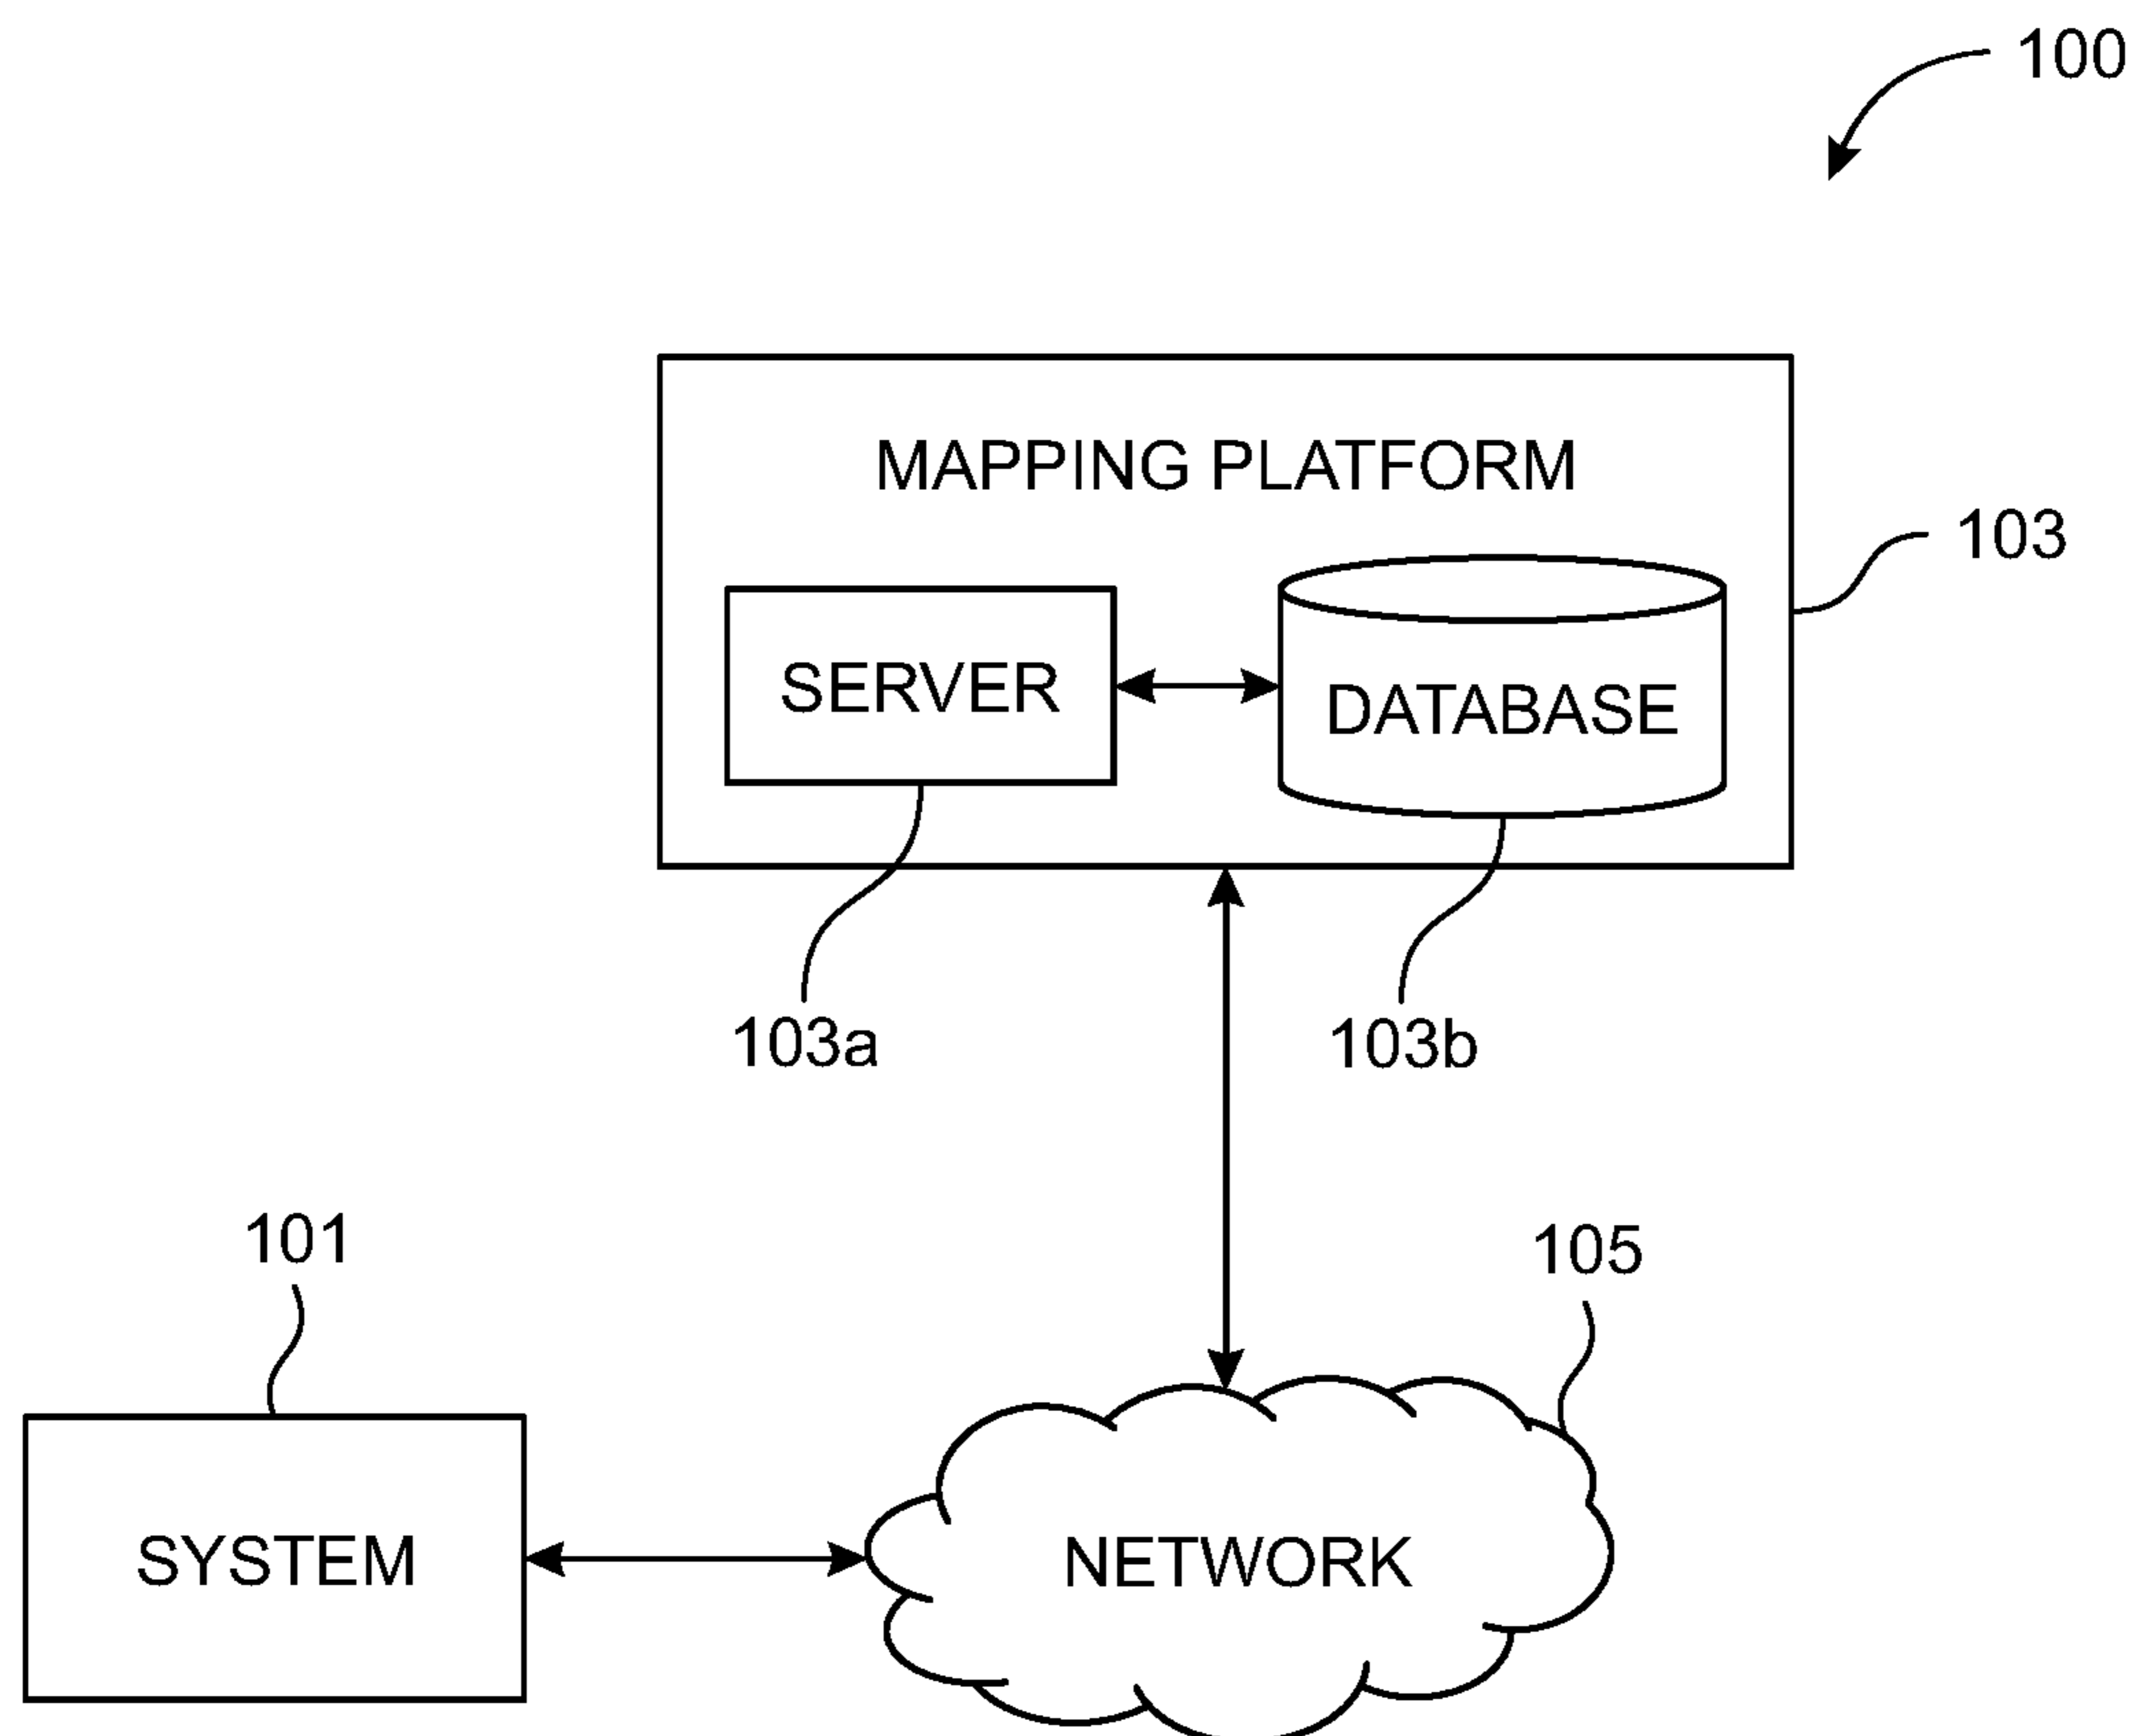 100
MAPPING PLATFORM
103
SERVER
DATABASE
103a
103b
101
105
SYSTEM
NETWORK